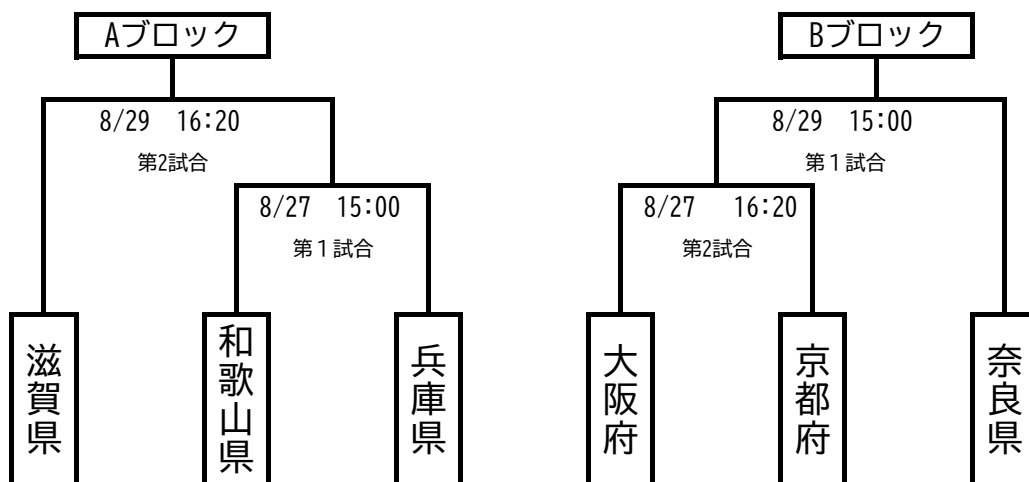 Aブロック
8/29 16:20
第2試合
8/27 15:00
第1試合
滋賀県
和歌山県
兵庫県
Bブロック
8/29 15:00
第1試合
8/27 16:20
第2試合
大阪府
京都府
奈良県